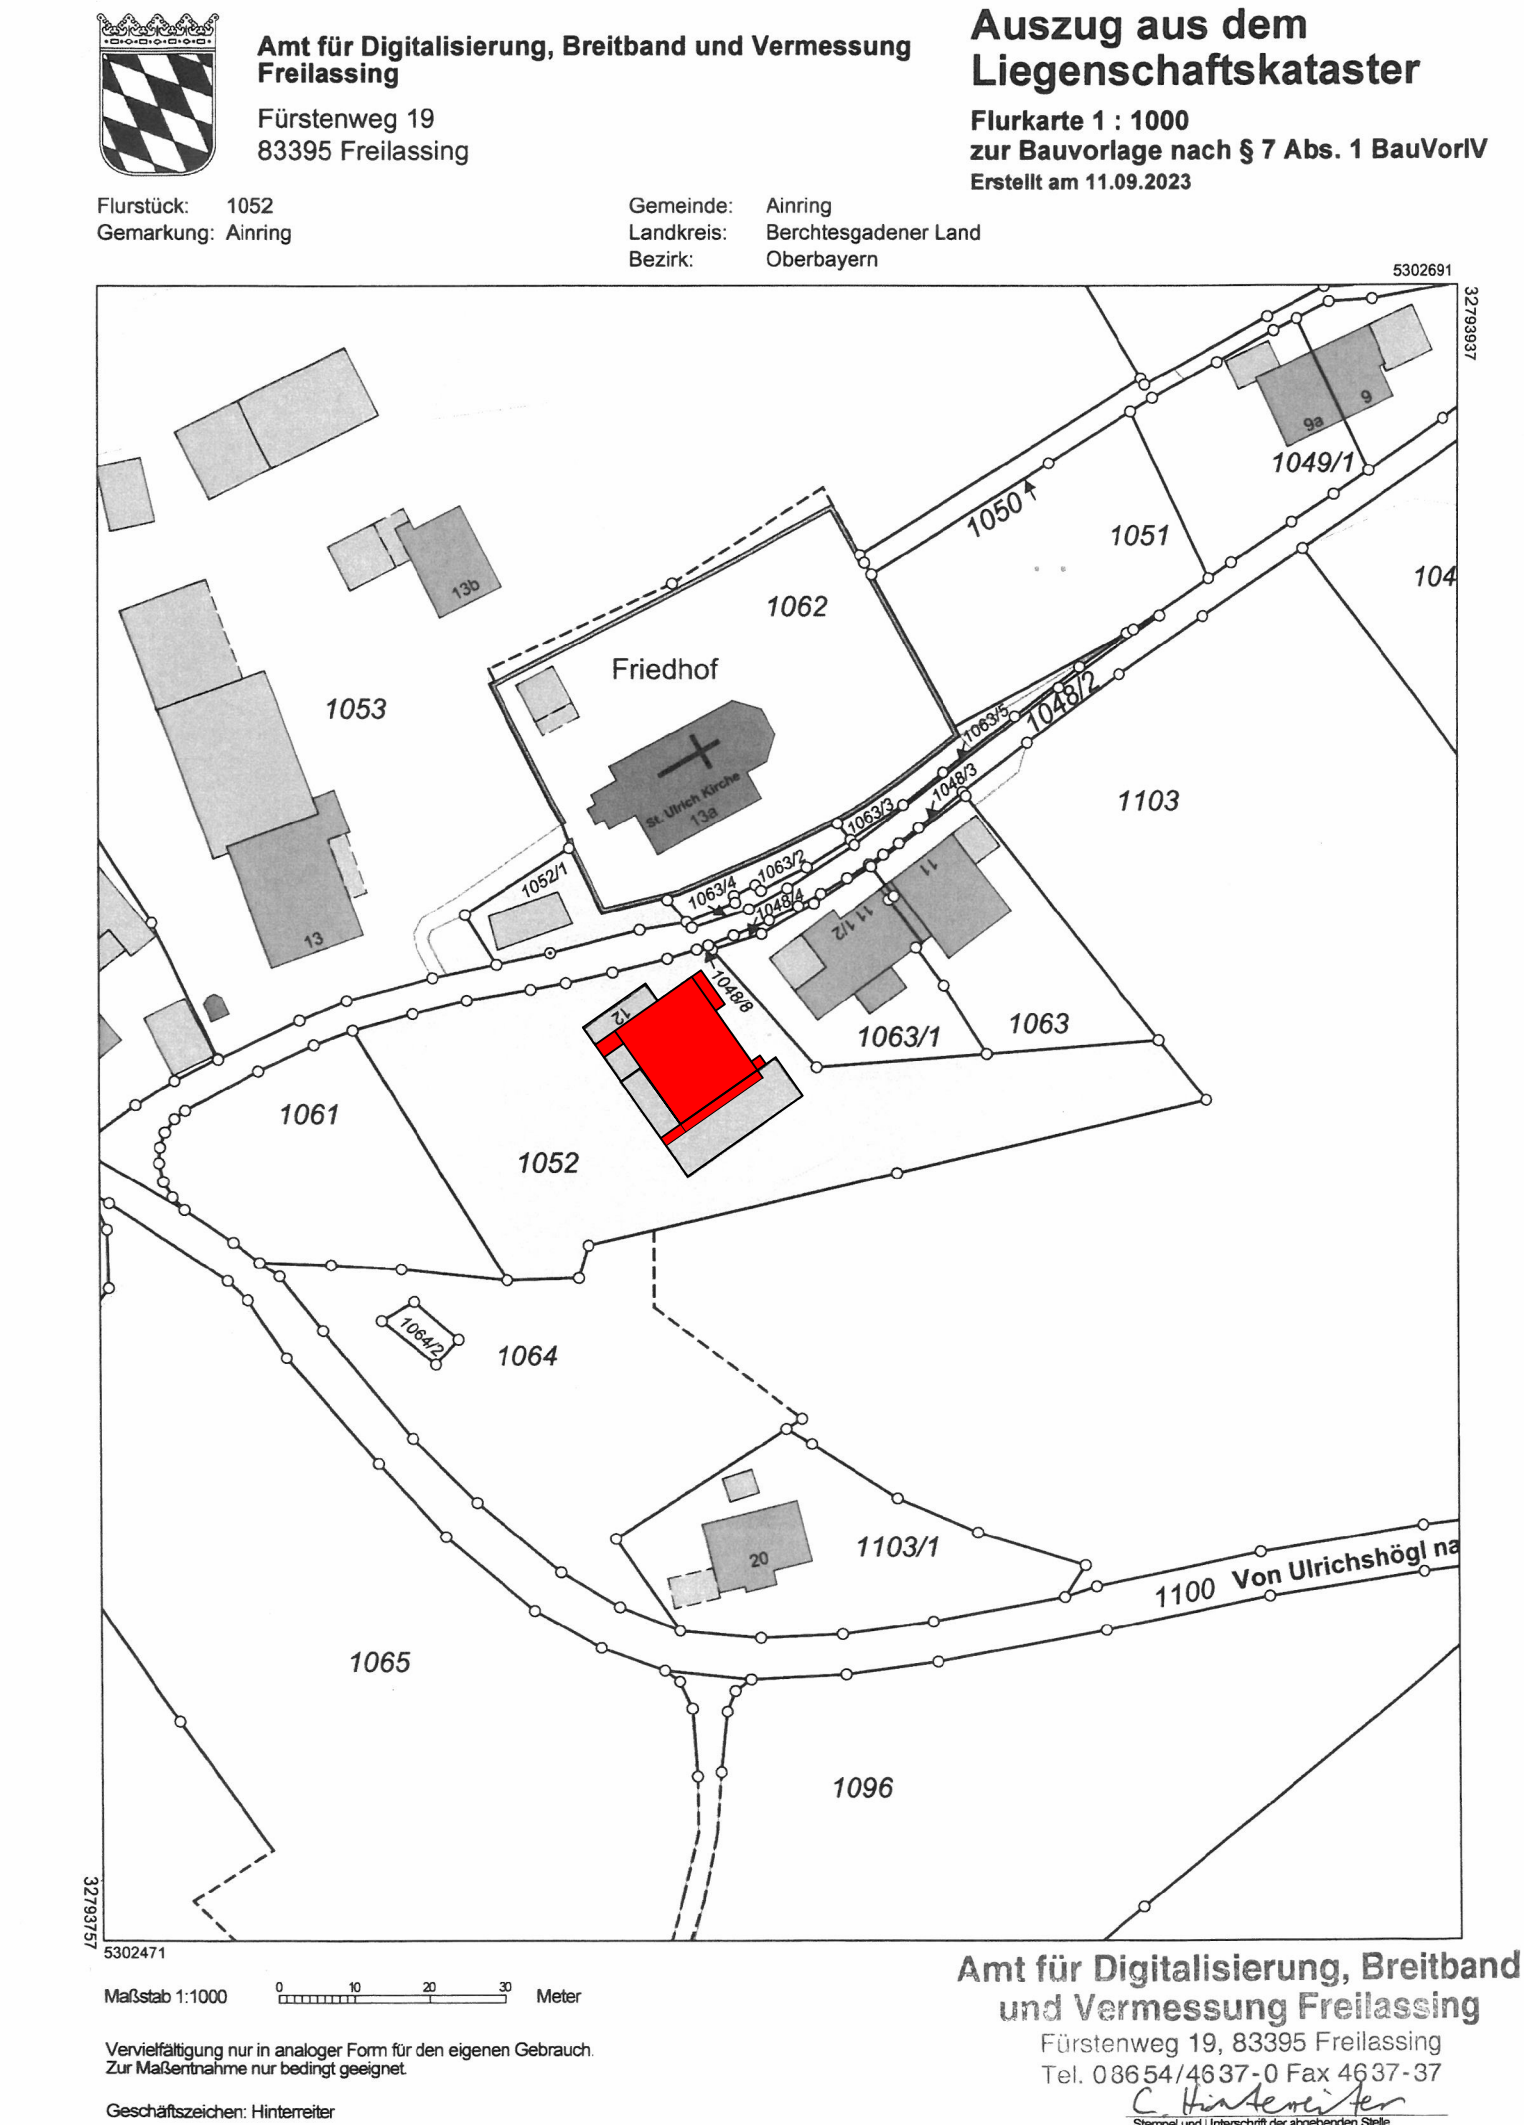 Amt für Digitalisierung, Breitband und Vermessung
Freilassing
Fürstenweg 19
83395 Freilassing
Auszug aus dem
Liegenschaftskataster
Flurkarte 1 : 1000
zur Bauvorlage nach § 7 Abs. 1 BauVorlV
Erstellt am 11.09.2023
Flurstück: 1052
Gemarkung: Ainring
Gemeinde: Ainring
Landkreis: Berchtesgadener Land
Bezirk: Oberbayern
5302691
32793937
9a
9
1049/1
1050
1051
104
13b
1062
Friedhof
1053
1063/5
1048/2
St. Ulrich Kirche
13a
1048/3
1103
1063/3
1063/2
1052/1
1063/4
1048/4
11
11 1/2
13
1048/8
12
1063/1
1063
1061
1052
1064/2
1064
20
1103/1
1100 Von Ulrichshögl na
1065
1096
32793757
5302471
Maßstab 1:1000
0 10 20 30
Meter
Vervielfältigung nur in analoger Form für den eigenen Gebrauch.
Zur Maßentnahme nur bedingt geeignet.
Geschäftszeichen: Hinterreiter
Amt für Digitalisierung, Breitband
und Vermessung Freilassing
Fürstenweg 19, 83395 Freilassing
Tel. 08654/4637-0 Fax 4637-37
C. Hinterreiter
Stempel und Unterschrift der abgebenden Stelle